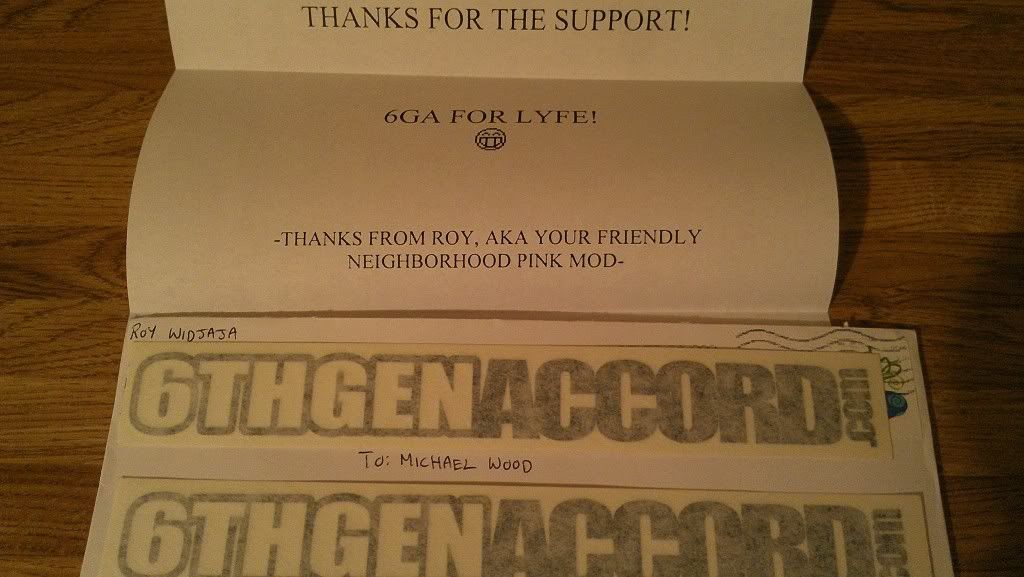 THANKS FOR THE SUPPORT!
6GA FOR LYFE!
-THANKS FROM ROY, AKA YOUR FRIENDLY
NEIGHBORHOOD PINK MOD-
ROY WIDJAJA
6THGENACCORD
.COM
TO: MICHAEL WOOD
6THGENACCORD
.COM